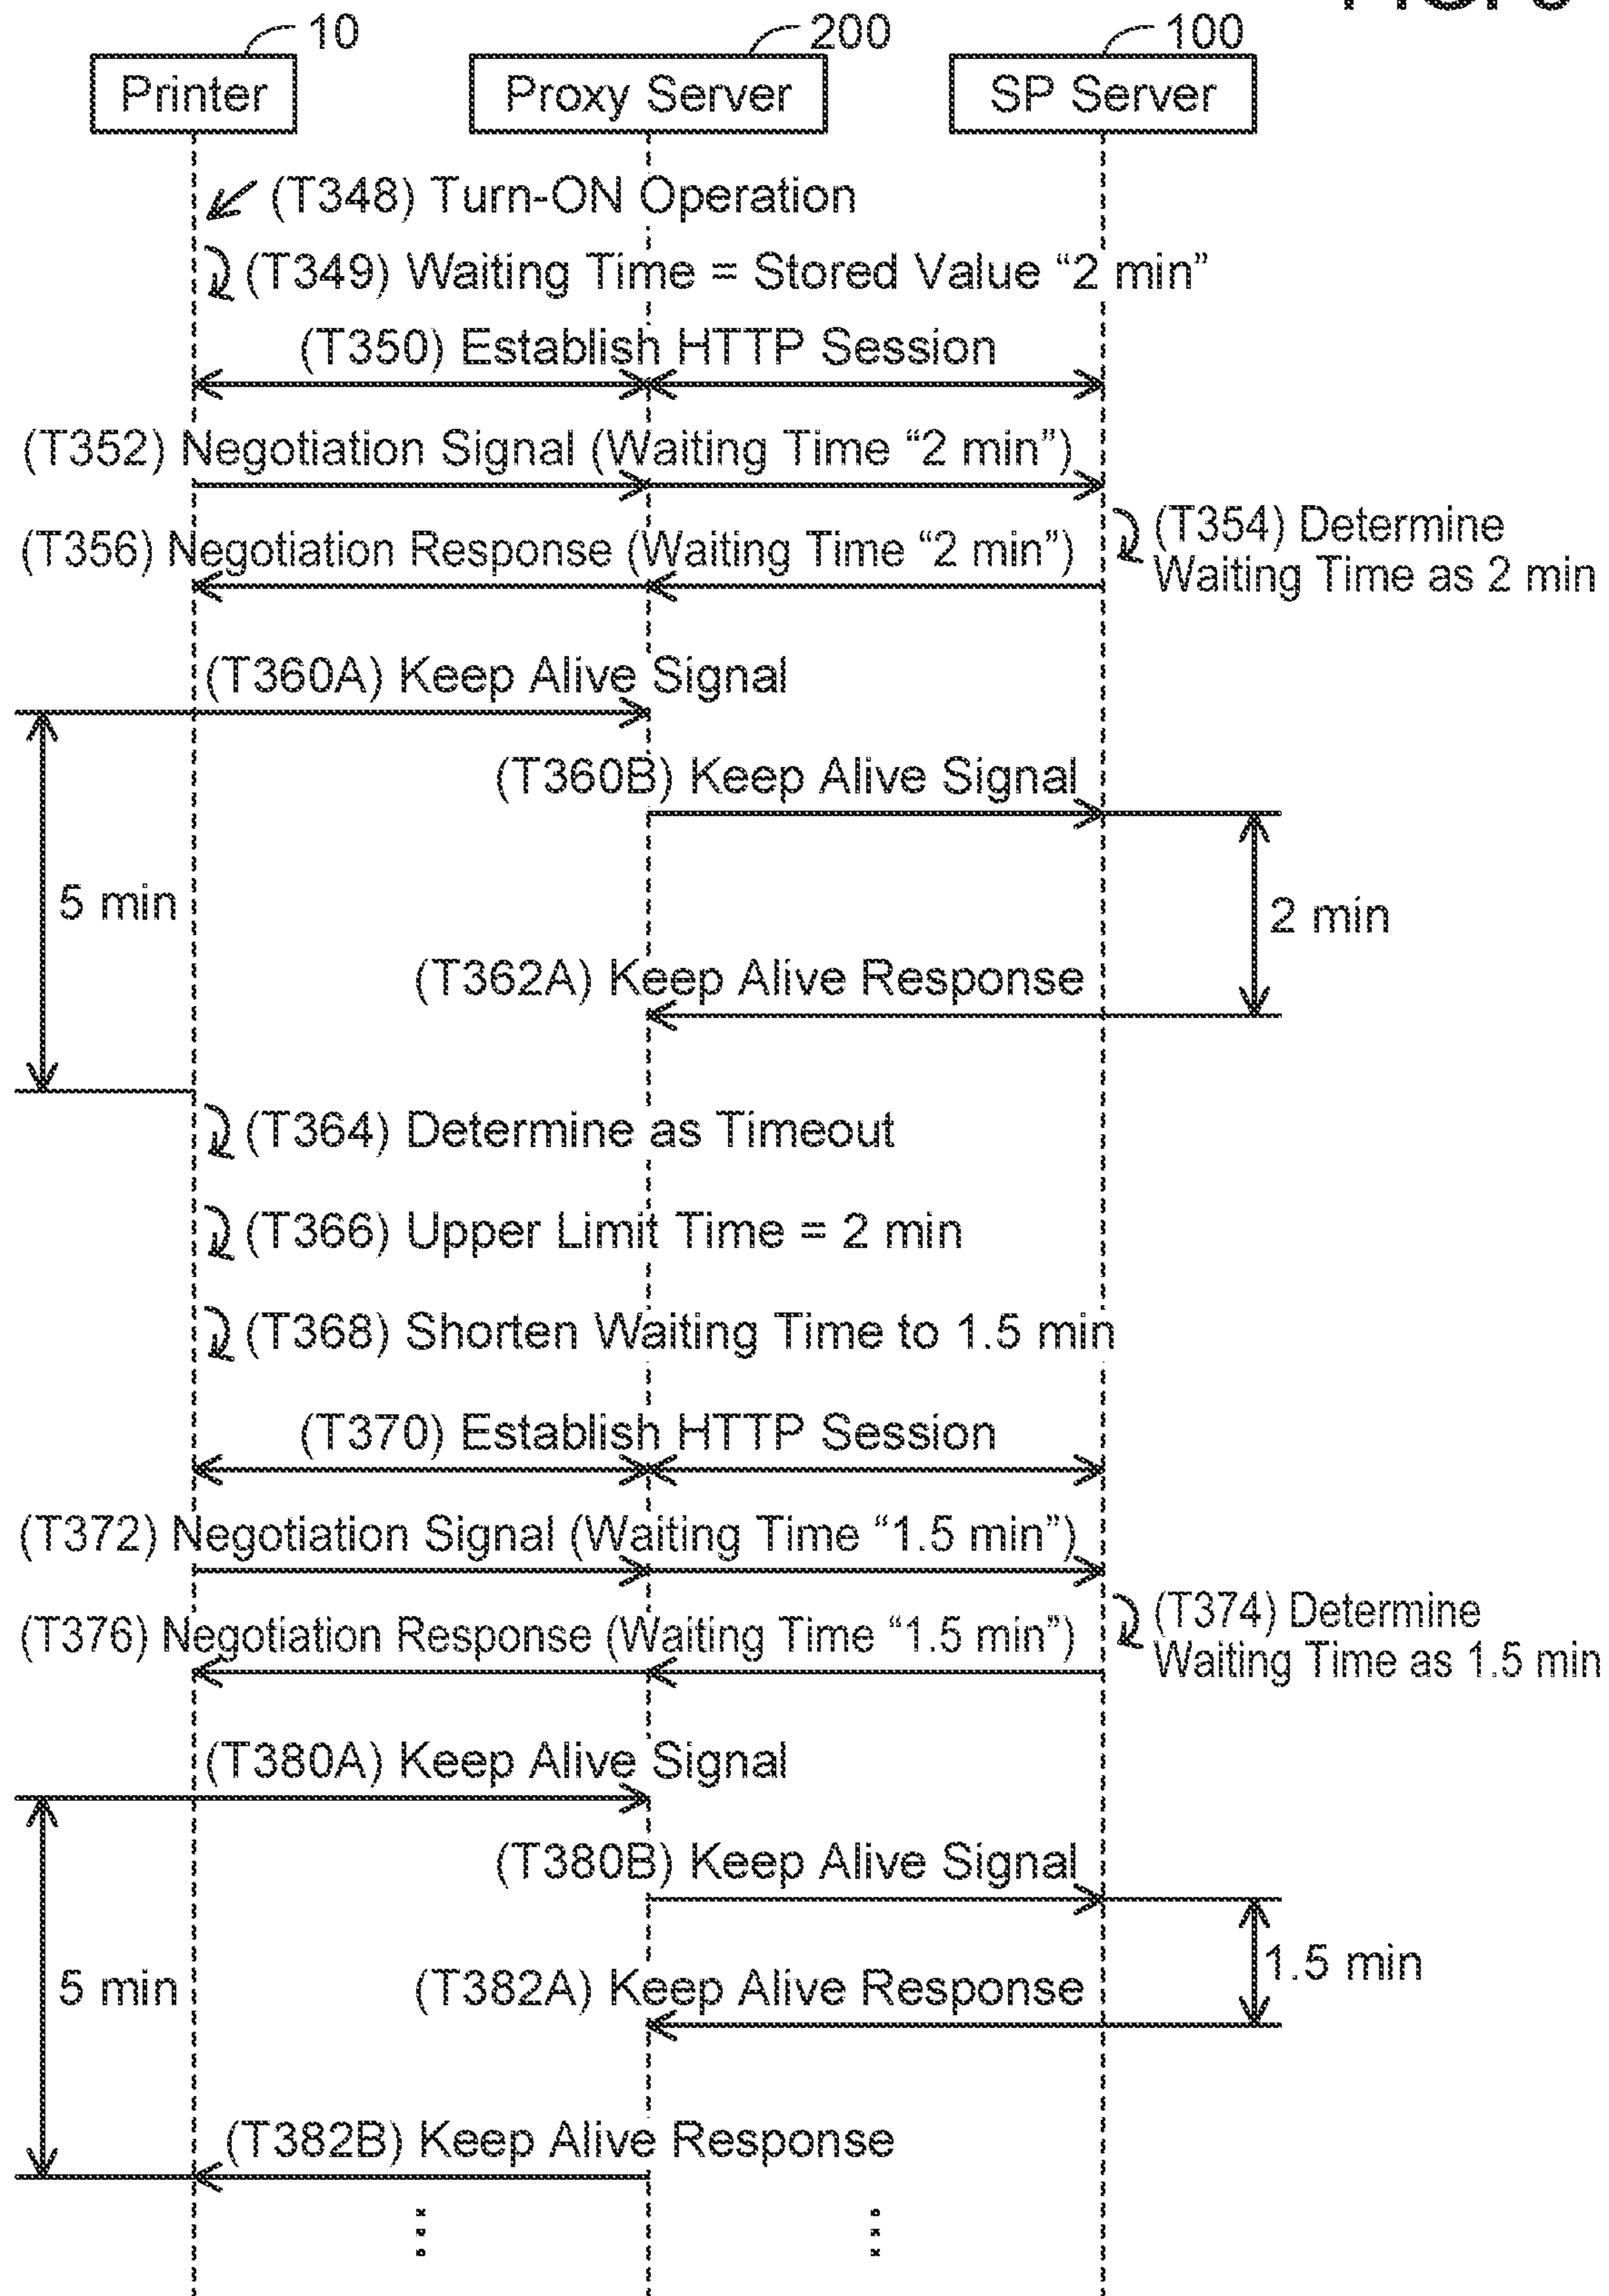 10
200
100
Printer
Proxy Server
SP Server
(T348) Turn-ON Operation
(T349) Waiting Time = Stored Value “2 min”
(T350) Establish HTTP Session
(T352) Negotiation Signal (Waiting Time “2 min”)
(T354) Determine
Waiting Time as 2 min
(T356) Negotiation Response (Waiting Time “2 min”)
(T360A) Keep Alive Signal
(T360B) Keep Alive Signal
5 min
2 min
(T362A) Keep Alive Response
(T364) Determine as Timeout
(T366) Upper Limit Time = 2 min
(T368) Shorten Waiting Time to 1.5 min
(T370) Establish HTTP Session
(T372) Negotiation Signal (Waiting Time “1.5 min”)
(T374) Determine
Waiting Time as 1.5 min
(T376) Negotiation Response (Waiting Time “1.5 min”)
(T380A) Keep Alive Signal
(T380B) Keep Alive Signal
5 min
1.5 min
(T382A) Keep Alive Response
(T382B) Keep Alive Response